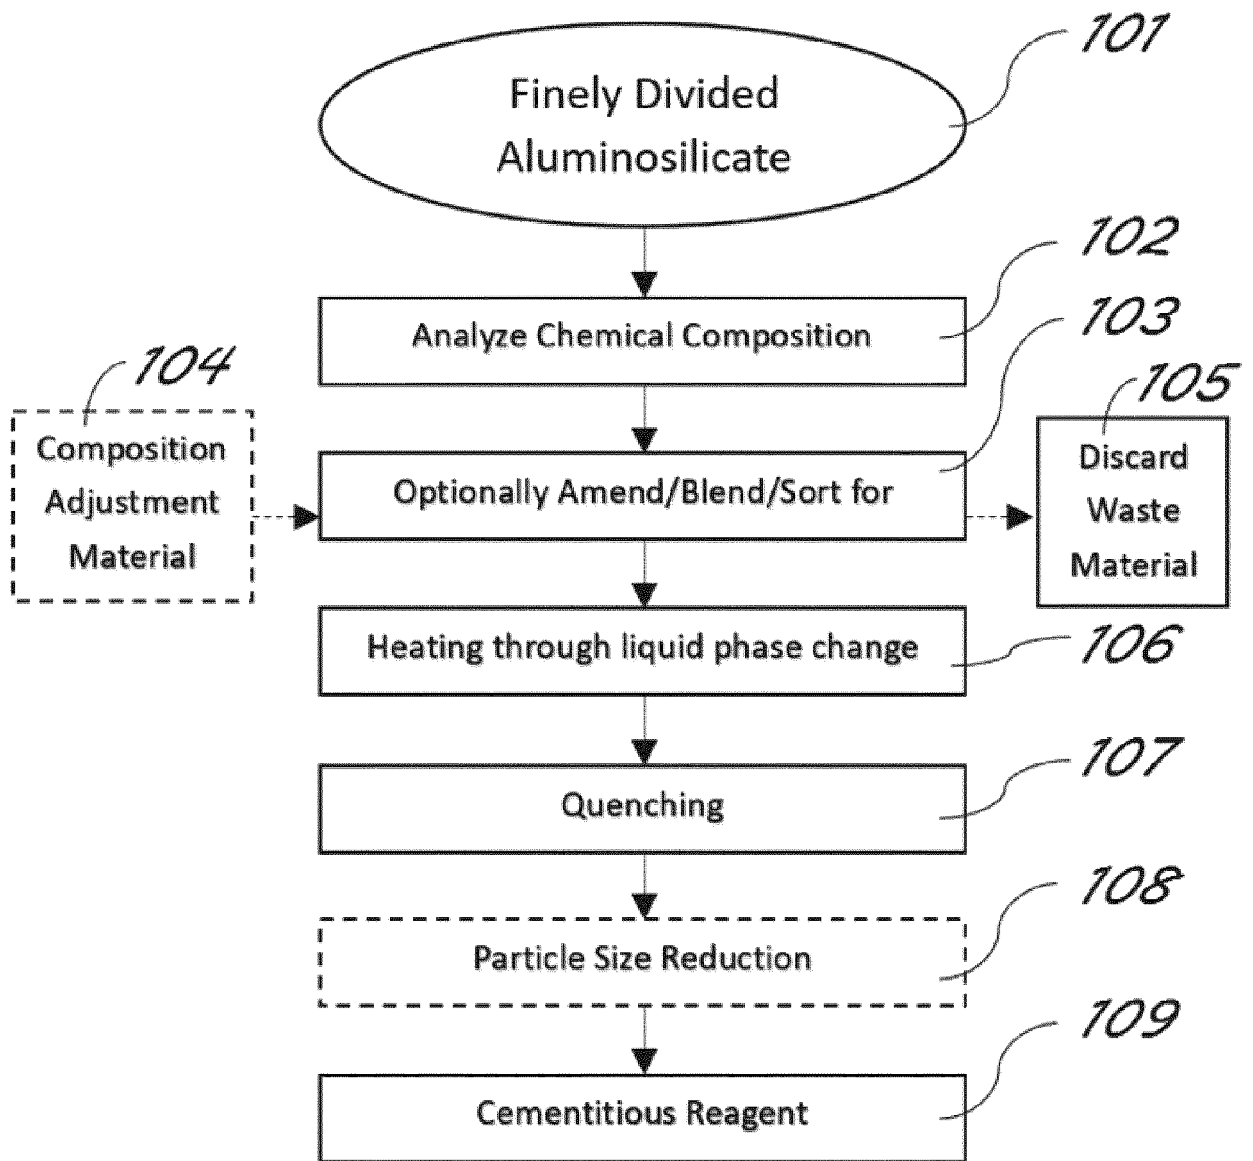 101
Finely Divided
Aluminosilicate
102
Analyze Chemical Composition
103
104
105
Composition
Adjustment
Material
Optionally Amend/Blend/Sort for
Discard
Waste
Material
106
Heating through liquid phase change
107
Quenching
108
Particle Size Reduction
109
Cementitious Reagent